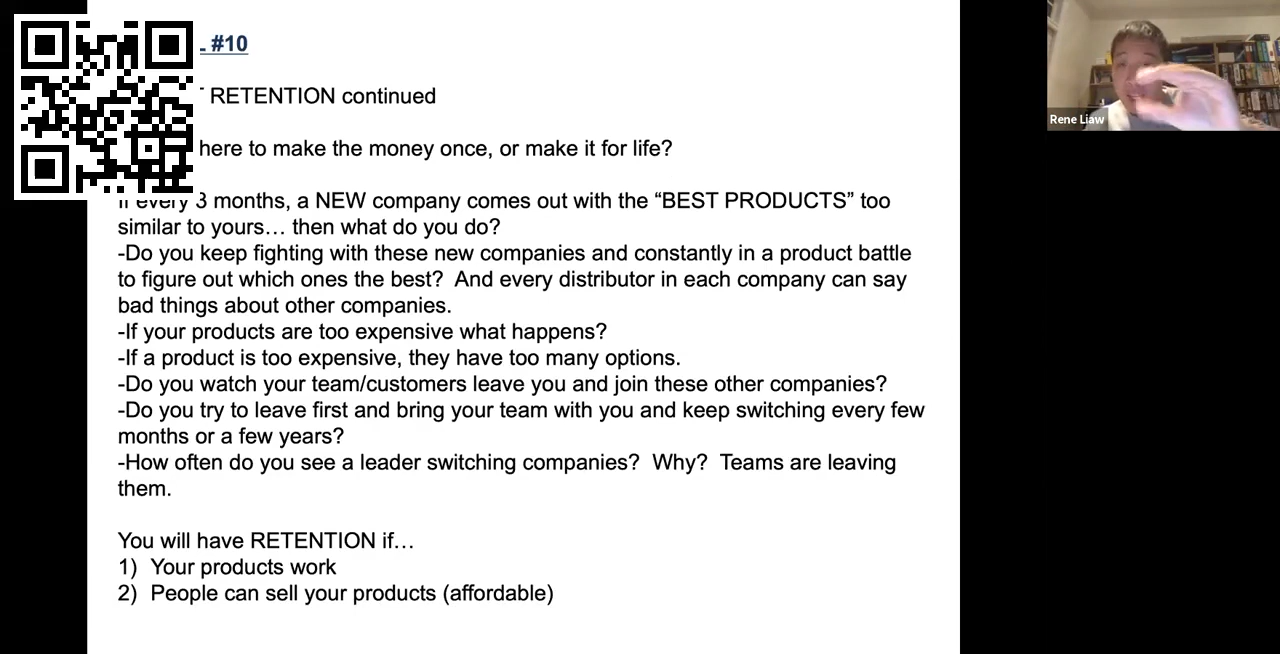 #10
RETENTION continued
here to make the money once, or make it for life?
If every 3 months, a NEW company comes out with the “BEST PRODUCTS” too
similar to yours… then what do you do?
-Do you keep fighting with these new companies and constantly in a product battle
to figure out which ones the best?  And every distributor in each company can say
bad things about other companies.
-If your products are too expensive what happens?
-If a product is too expensive, they have too many options.
-Do you watch your team/customers leave you and join these other companies?
-Do you try to leave first and bring your team with you and keep switching every few
months or a few years?
-How often do you see a leader switching companies?  Why?  Teams are leaving
them.
You will have RETENTION if…
1)  Your products work
2)  People can sell your products (affordable)
Rene Liaw